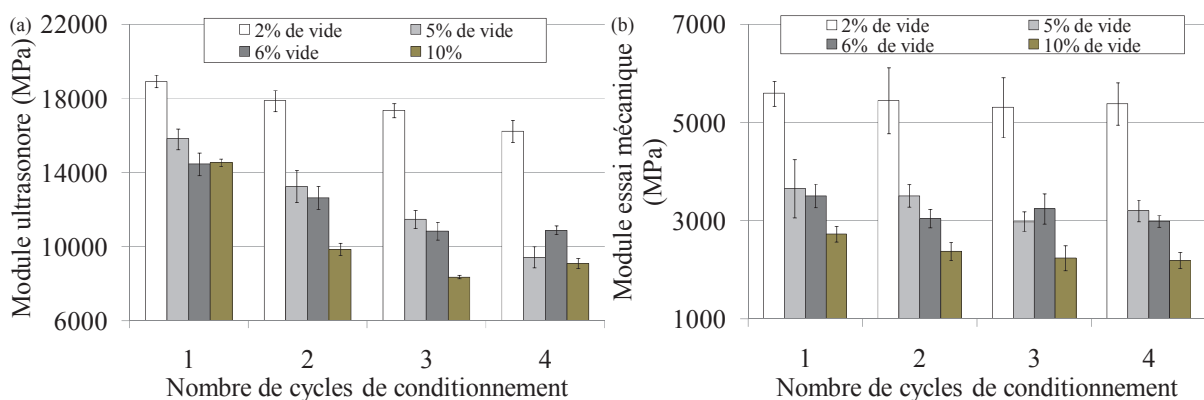 (a)
22000
18000
14000
10000
6000
Module ultrasonore (MPa)
2% de vide
5% de vide
6% vide
10%
1 2 3 4
Nombre de cycles de conditionnement
(b)
7000
5000
3000
1000
Module essai mécanique
(MPa)
2% de vide
5% de vide
6% de vide
10% de vide
1 2 3 4
Nombre de cycles de conditionnement